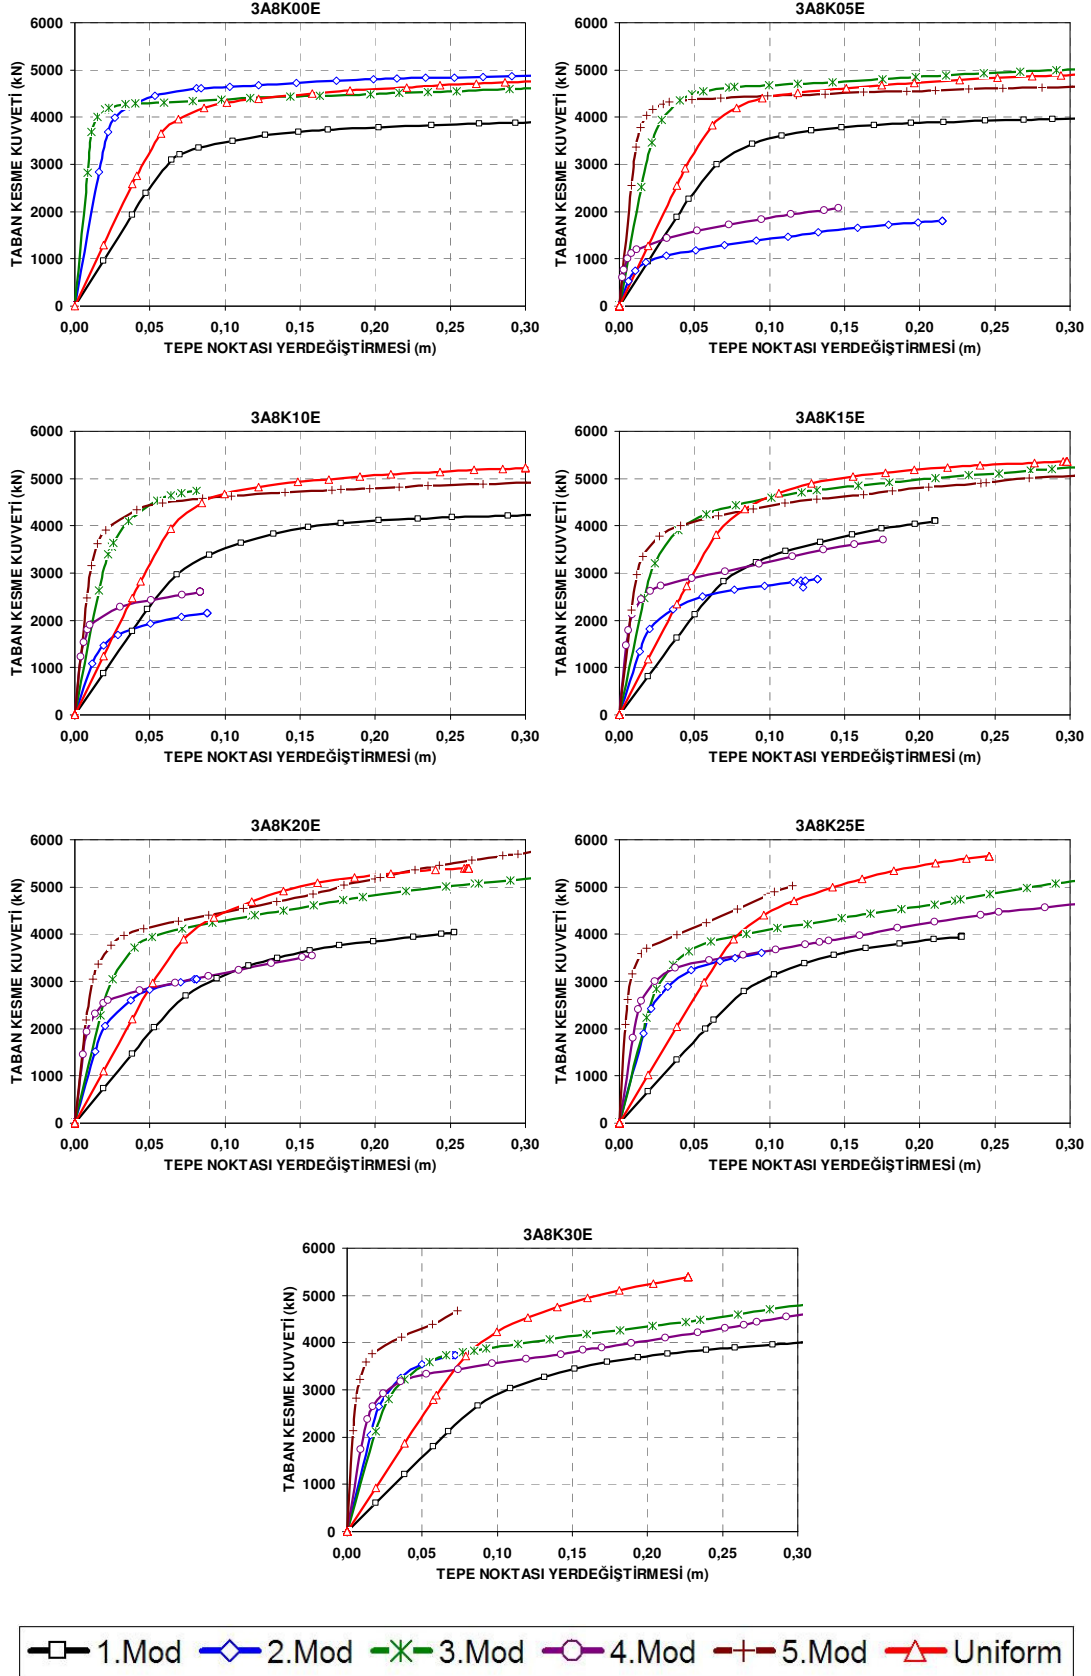 3A8K00E
TABAN KESME KUVVETİ (kN)
6000
5000
4000
3000
2000
1000
0
0,00 0,05 0,10 0,15 0,20 0,25 0,30
TEPE NOKTASI YERDEĞİŞTİRMESİ (m)
3A8K05E
TABAN KESME KUVVETİ (kN)
6000
5000
4000
3000
2000
1000
0
0,00 0,05 0,10 0,15 0,20 0,25 0,30
TEPE NOKTASI YERDEĞİŞTİRMESİ (m)
3A8K10E
TABAN KESME KUVVETİ (kN)
6000
5000
4000
3000
2000
1000
0
0,00 0,05 0,10 0,15 0,20 0,25 0,30
TEPE NOKTASI YERDEĞİŞTİRMESİ (m)
3A8K15E
TABAN KESME KUVVETİ (kN)
6000
5000
4000
3000
2000
1000
0
0,00 0,05 0,10 0,15 0,20 0,25 0,30
TEPE NOKTASI YERDEĞİŞTİRMESİ (m)
3A8K20E
TABAN KESME KUVVETİ (kN)
6000
5000
4000
3000
2000
1000
0
0,00 0,05 0,10 0,15 0,20 0,25 0,30
TEPE NOKTASI YERDEĞİŞTİRMESİ (m)
3A8K25E
TABAN KESME KUVVETİ (kN)
6000
5000
4000
3000
2000
1000
0
0,00 0,05 0,10 0,15 0,20 0,25 0,30
TEPE NOKTASI YERDEĞİŞTİRMESİ (m)
3A8K30E
TABAN KESME KUVVETİ (kN)
6000
5000
4000
3000
2000
1000
0
0,00 0,05 0,10 0,15 0,20 0,25 0,30
TEPE NOKTASI YERDEĞİŞTİRMESİ (m)
1.Mod 2.Mod 3.Mod 4.Mod 5.Mod Uniform